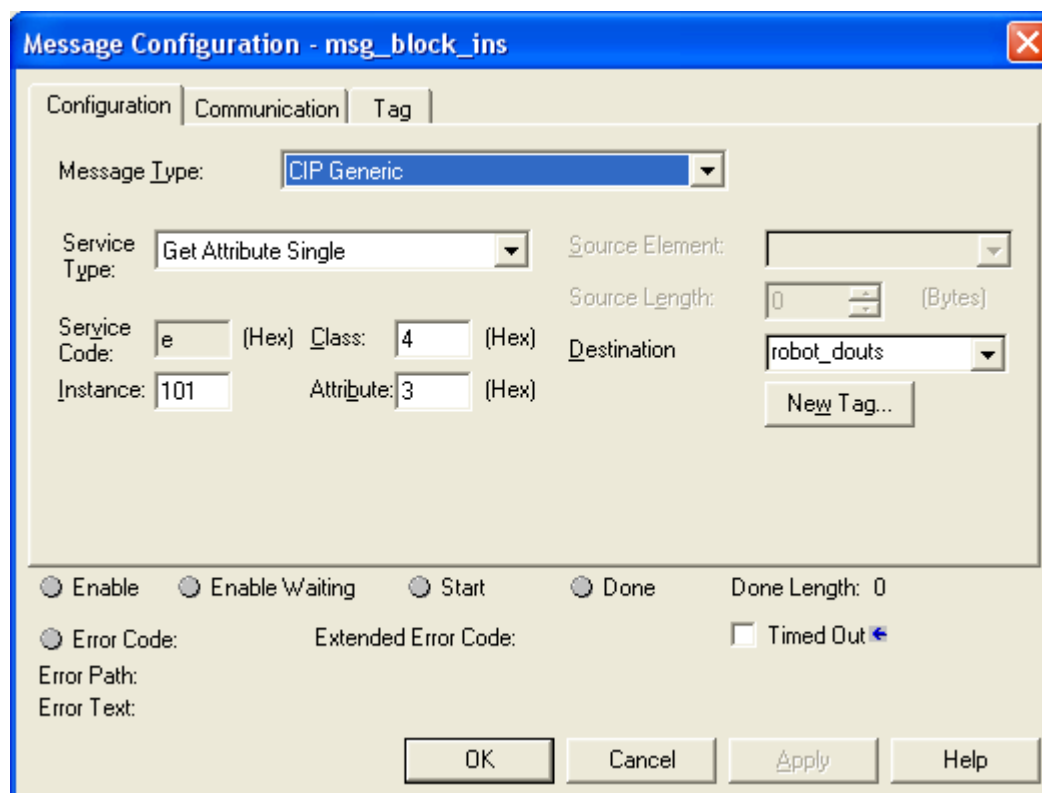 Message Configuration - msg_block_ins
Configuration Communication Tag
Message Type: CIP Generic
Service Type: Get Attribute Single Source Element:
Source Length: 0 (Bytes)
Service Code: e (Hex) Class: 4 (Hex) Destination robot_douts
Instance: 101 Attribute: 3 (Hex) New Tag...
Enable Enable Waiting Start Done Done Length: 0
Error Code: Extended Error Code: Timed Out
Error Path:
Error Text:
OK Cancel Apply Help